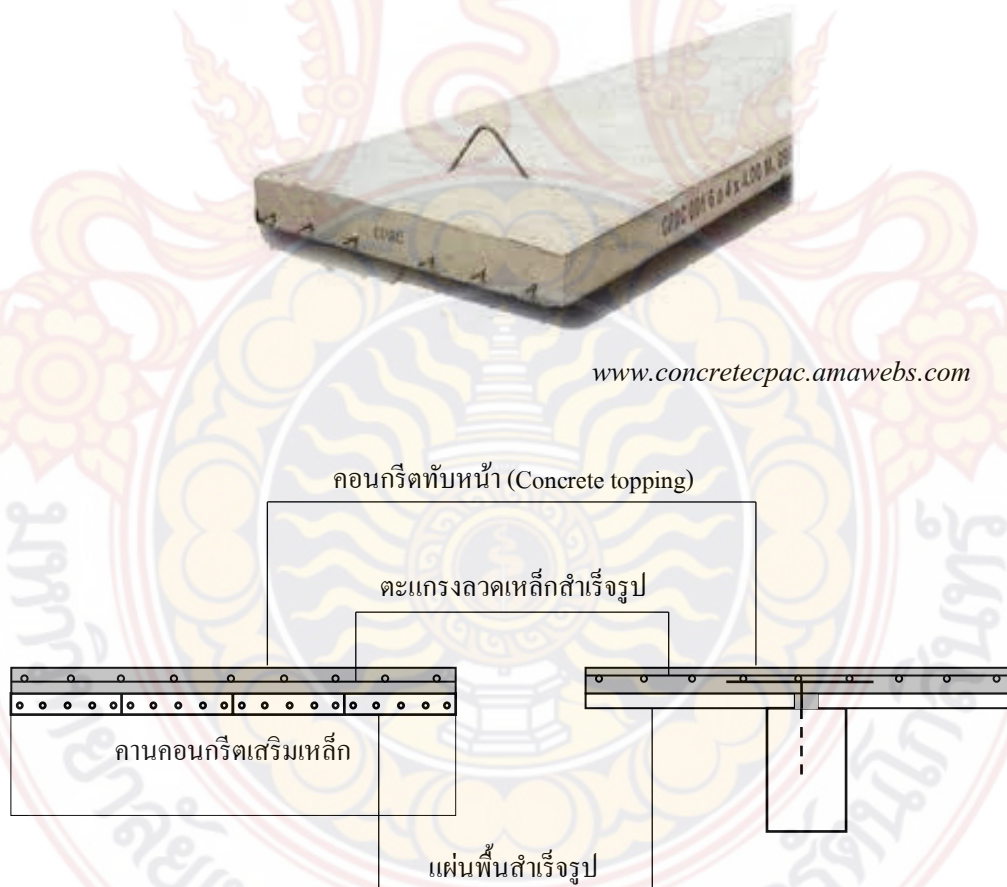 CPAC
www.concretecpac.amawebs.com
คอนกรีตทับหน้า (Concrete topping)
ตะแกรงลวดเหล็กสำเร็จรูป
คานคอนกรีตเสริมเหล็ก
แผ่นพื้นสำเร็จรูป